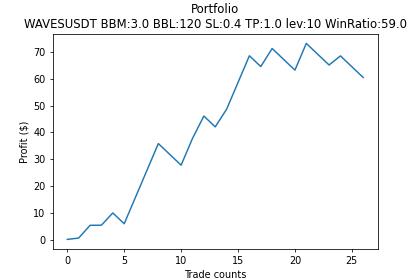 Portfolio
WAVESUSDT BBM:3.0 BBL:120 SL:0.4 TP:1.0 lev:10 WinRatio:59.0
70
60
50
40
30
20
10
0
Profit ($)
0 5 10 15 20 25
Trade counts